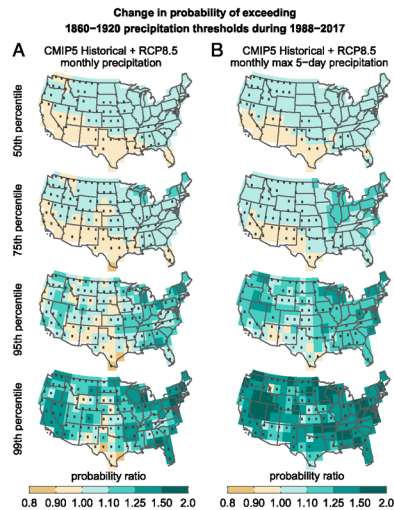 Change in probability of exceeding
1860−1920 precipitation thresholds during 1988−2017
A CMIP5 Historical + RCP8.5
monthly precipitation
B CMIP5 Historical + RCP8.5
monthly max 5−day precipitation
50th percentile
75th percentile
95th percentile
99th percentile
probability ratio
0.8 0.90 1.00 1.10 1.25 1.50 2.0
probability ratio
0.8 0.90 1.00 1.10 1.125 1.50 2.0